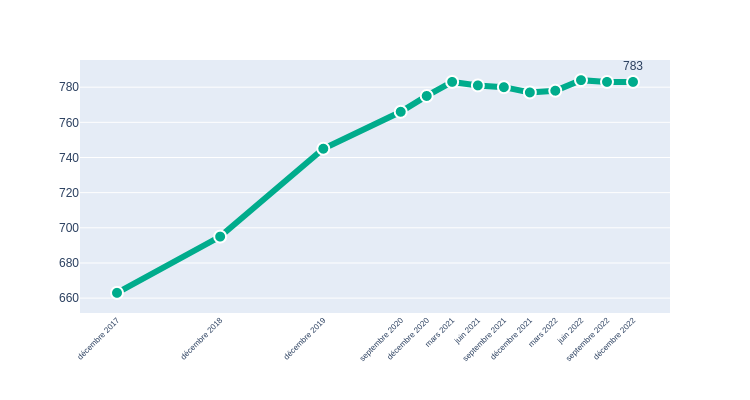 783
780
760
740
720
700
680
660
décembre 2017
décembre 2018
décembre 2019
septembre 2020
décembre 2020
mars 2021
juin 2021
septembre 2021
décembre 2021
mars 2022
juin 2022
septembre 2022
décembre 2022